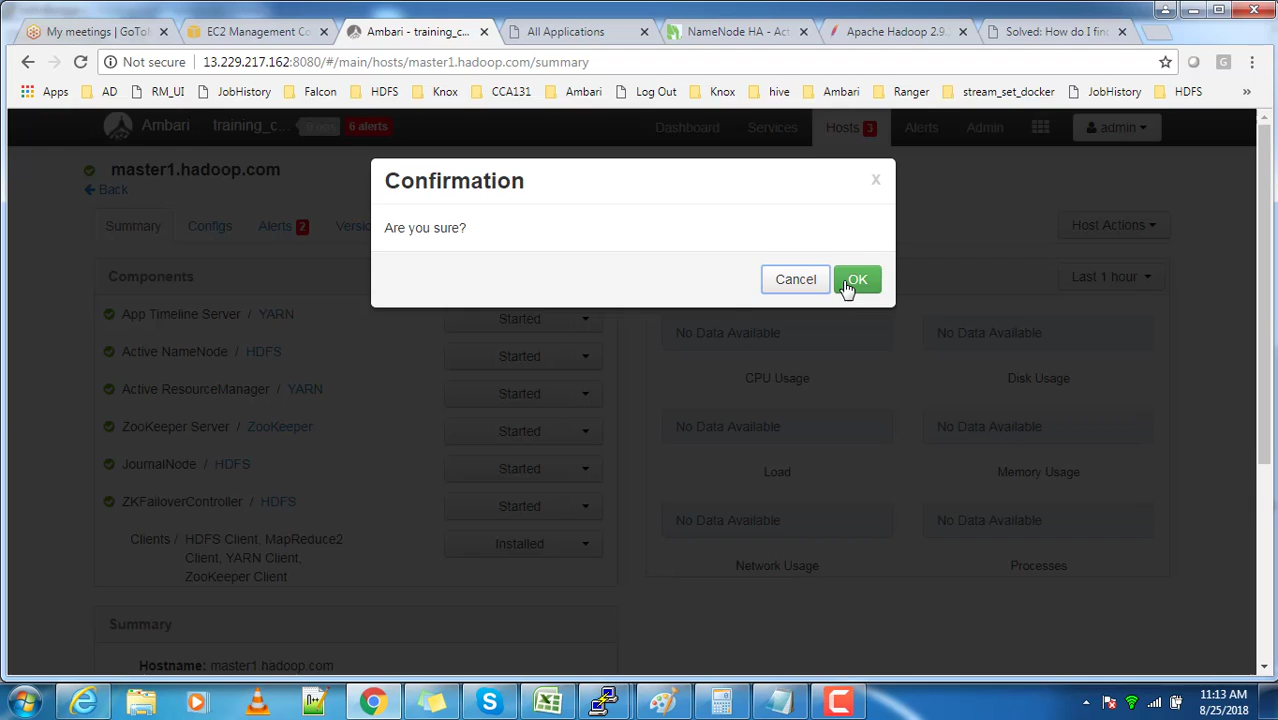 My meetings | GoTol
EC2 Management Co
Ambari - training_c...
All Applications
NameNode HA - Act
Apache Hadoop 2.9.
Solved: How do I fin
Not secure 13.229.217.162:8080/#/main/hosts/master1.hadoop.com/summary
Apps AD RM_UI JobHistory Falcon HDFS Knox CCA131 Ambari Log Out Knox hive Ambari Ranger stream_set_docker JobHistory HDFS »
Ambari training_c... 0 ops 6 alerts Dashboard Services Hosts 3 Alerts Admin admin
master1.hadoop.com
Back
Summary Configs Alerts 2 Versio Host Actions
Confirmation X
Are you sure?
Cancel OK
Components
Last 1 hour
App Timeline Server / YARN Started
Active NameNode / HDFS Started
Active ResourceManager / YARN Started
ZooKeeper Server / ZooKeeper Started
JournalNode / HDFS Started
ZKFailoverController / HDFS Started
Clients / HDFS Client, MapReduce2 Installed
Client, YARN Client,
ZooKeeper Client
No Data Available No Data Available
CPU Usage Disk Usage
No Data Available No Data Available
Load Memory Usage
No Data Available No Data Available
Network Usage Processes
Summary
Hostname: master1.hadoop.com
11:13 AM
8/25/2018